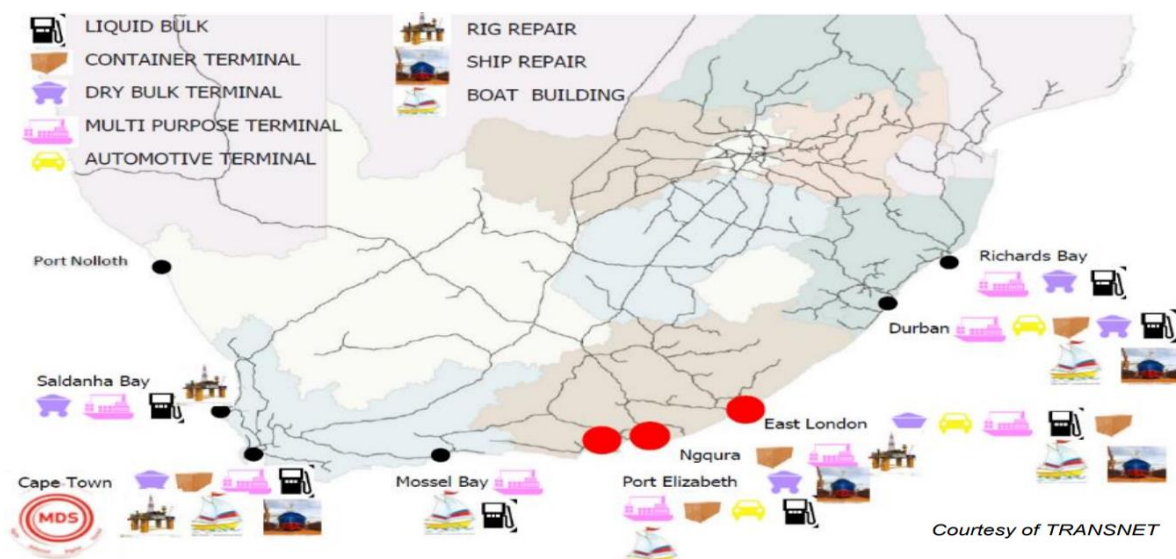 LIQUID BULK
CONTAINER TERMINAL
DRY BULK TERMINAL
MULTI PURPOSE TERMINAL
AUTOMOTIVE TERMINAL
RIG REPAIR
SHIP REPAIR
BOAT BUILDING
Port Nolloth
Richards Bay
Durban
Saldanha Bay
East London
Ngqura
Cape Town
Mossel Bay
Port Elizabeth
MDS
Courtesy of TRANSNET